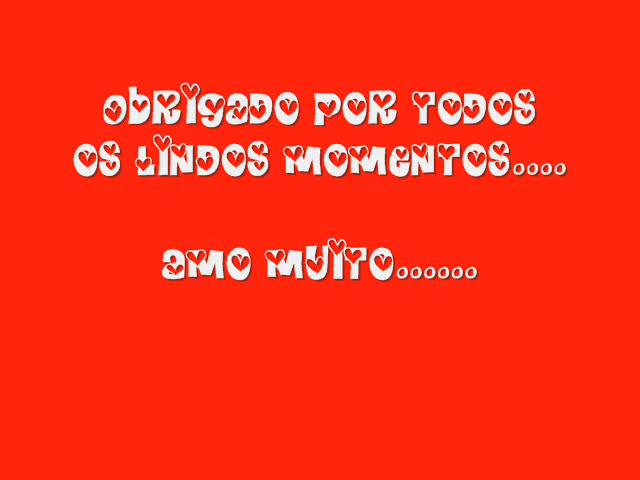 obrigado por todos
os lindos momentos....
amo muito......